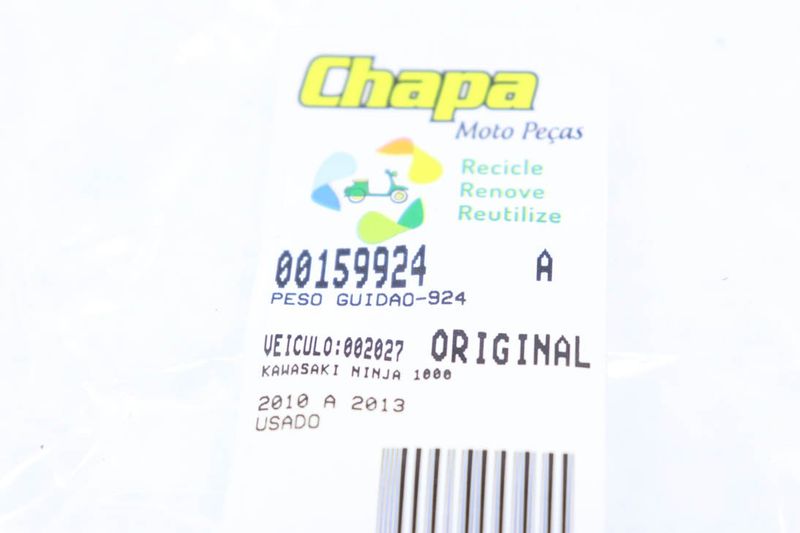 Chapa
Moto Peças
Recicle
Renove
Reutilize
00159924 A
PESO GUIDAO-924
VEICULO:002027 ORIGINAL
KAWASAKI NINJA 1000
2010 A 2013
USADO